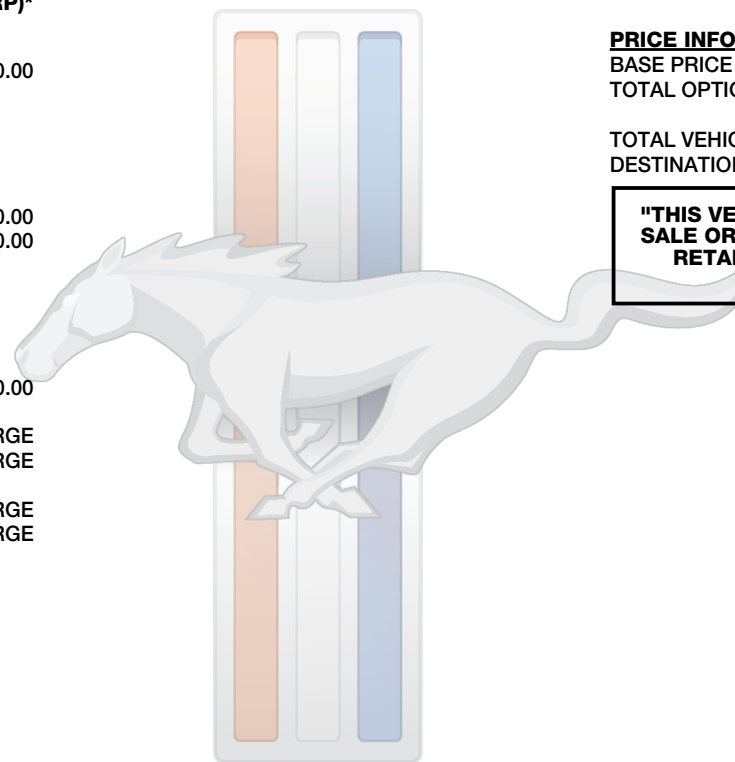 RP)*
0.00
0.00
0.00
0.00
RGE
RGE
RGE
RGE
PRICE INFO
BASE PRICE
TOTAL OPTIO
TOTAL VEHIC
DESTINATION
"THIS VE
SALE OR
RETAI